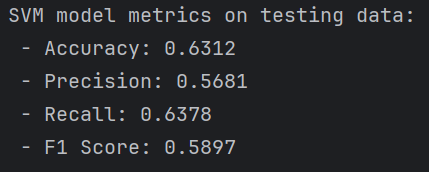 SVM model metrics on testing data:
- Accuracy: 0.6312
- Precision: 0.5681
- Recall: 0.6378
- F1 Score: 0.5897